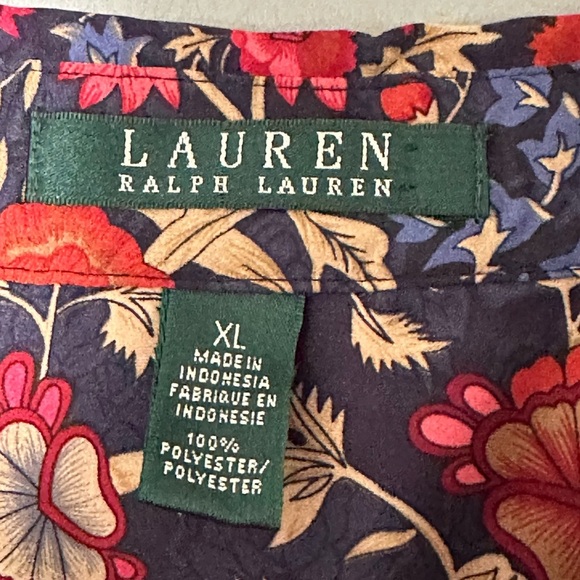 LAUREN
RALPH LAUREN
XL
MADE IN
INDONESIA
FABRIQUE EN
INDONESIE
100%
POLYESTER/
POLYESTER